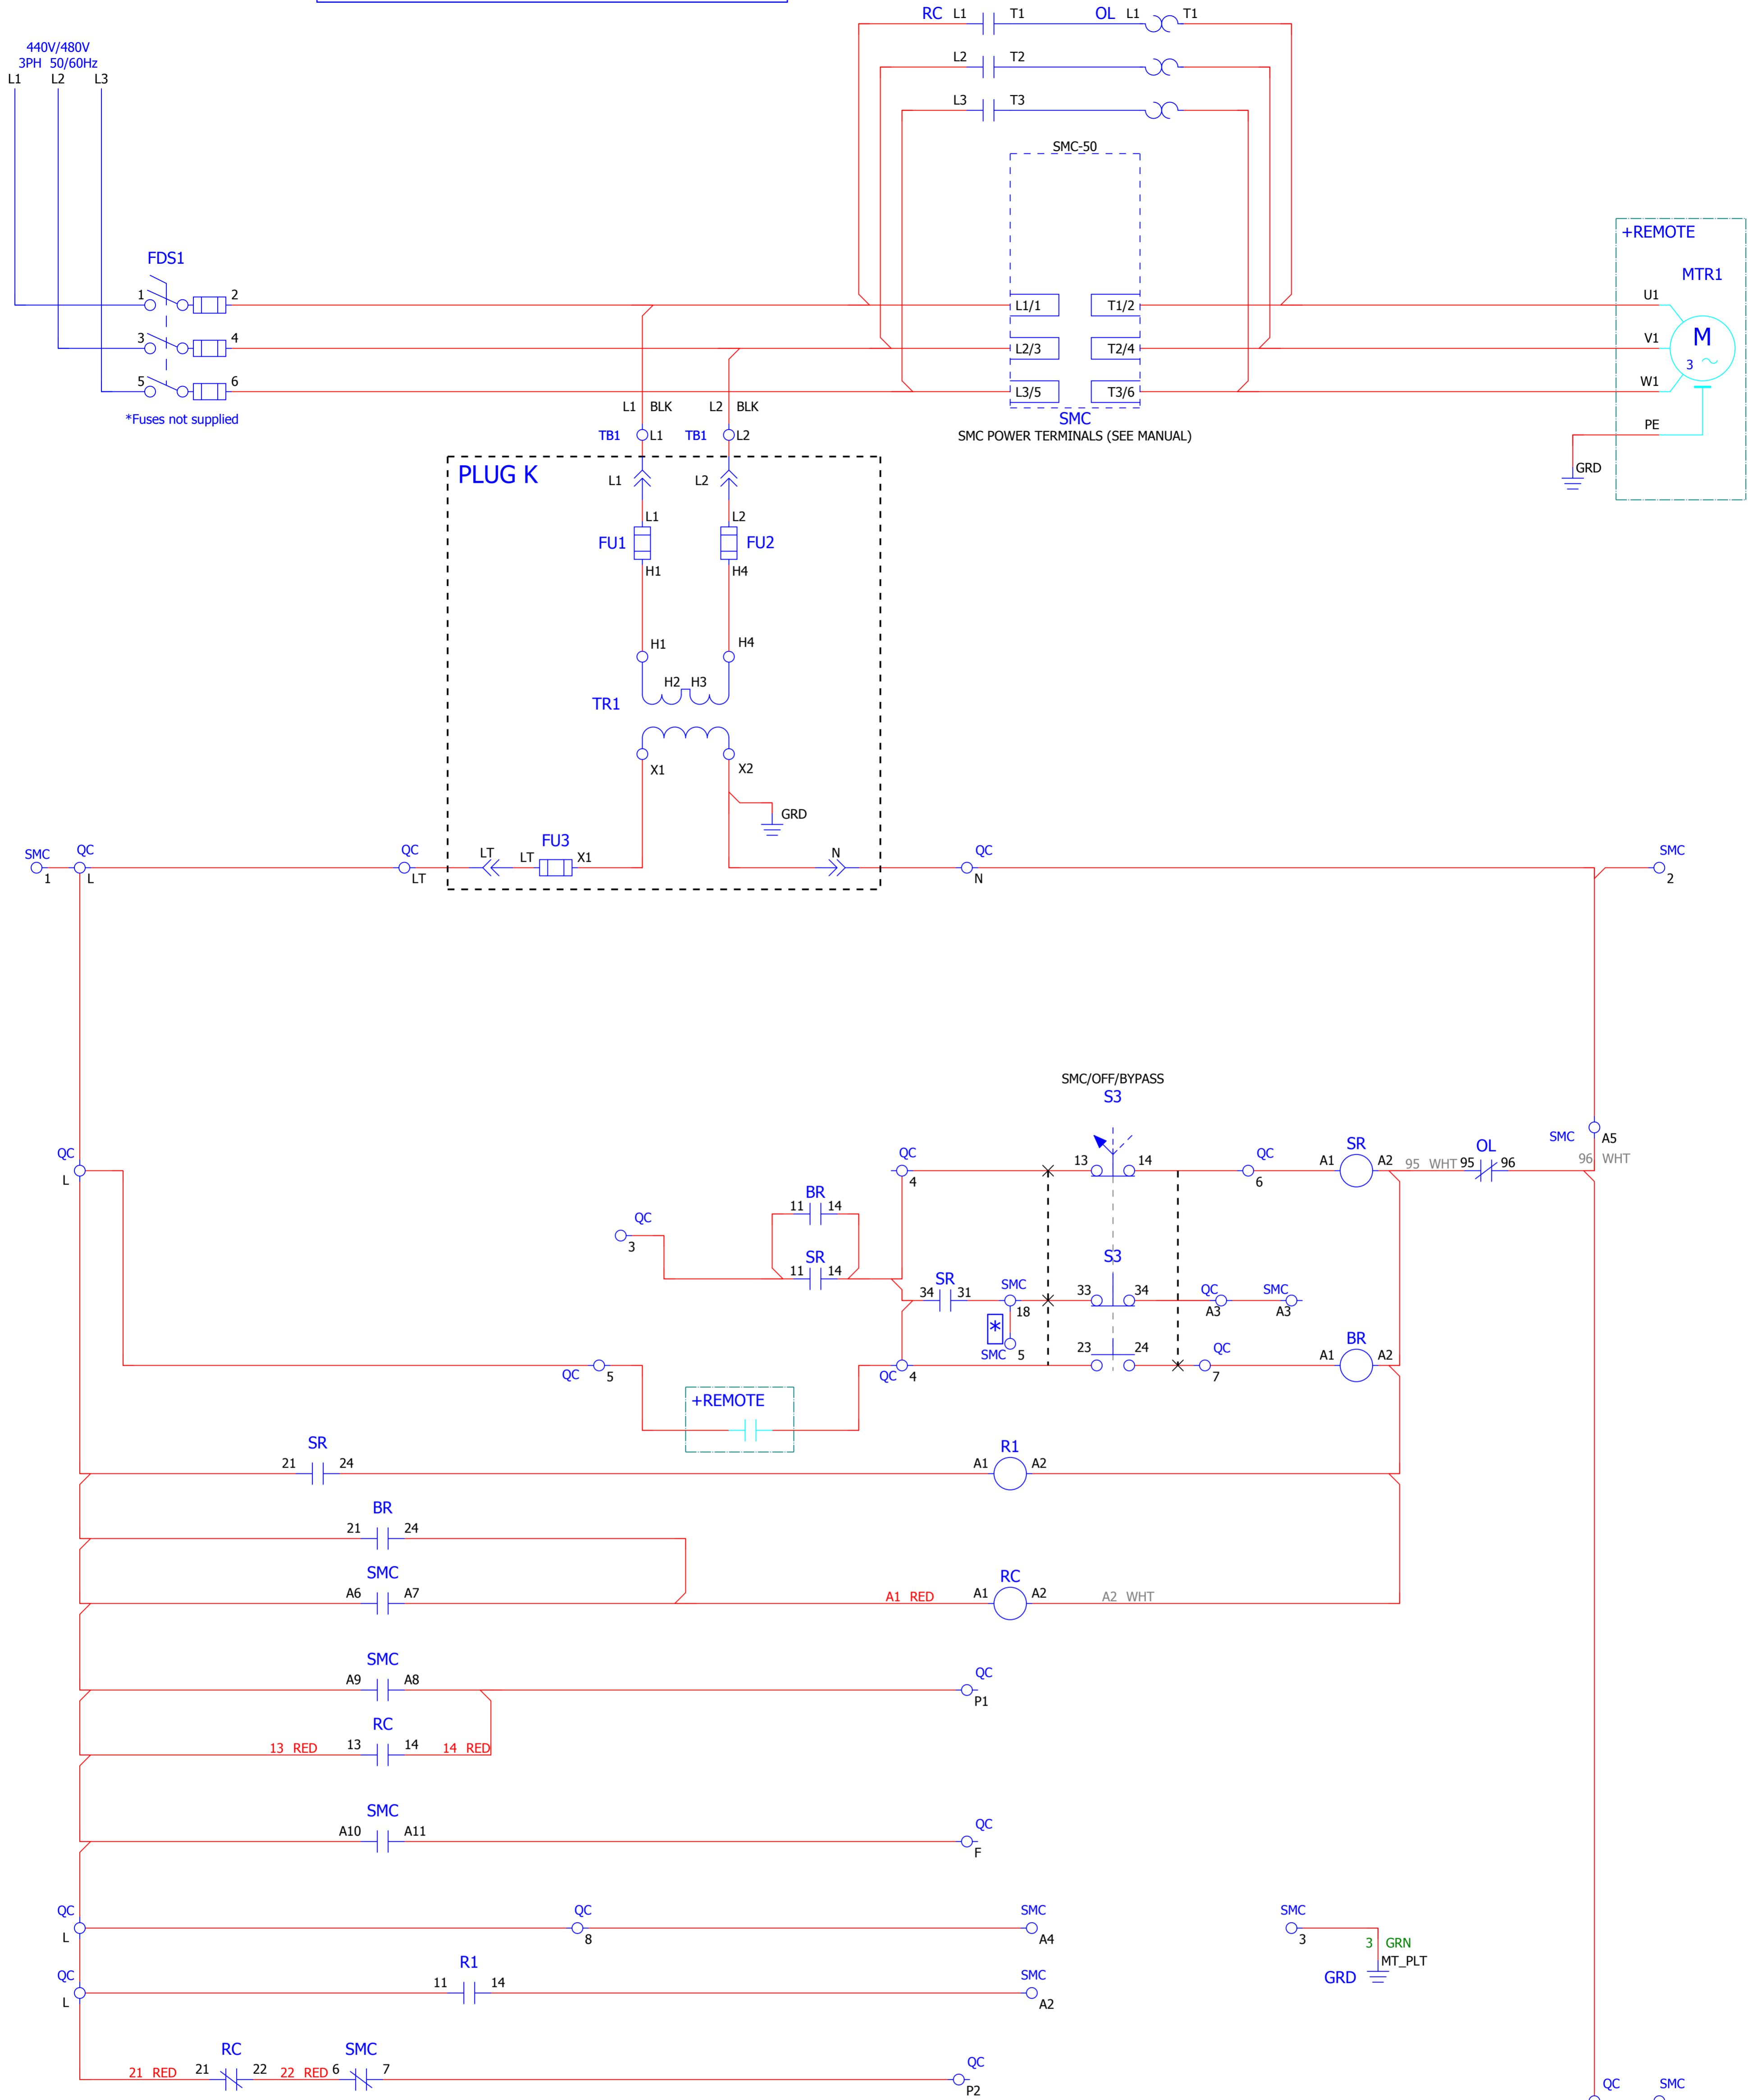 RC L1 T1 OL L1 T1
440V/480V
3PH 50/60Hz
L1 L2 L3
L2 T2
L3 T3
SMC-50
+REMOTE
MTR1
FDS1
1 2 L1/1 T1/2 U1
3 4 L2/3 T2/4 V1
M
3
5 6 L3/5 T3/6 W1
*Fuses not supplied
L1 BLK L2 BLK
SMC
PE
TB1 L1 TB1 L2
SMC POWER TERMINALS (SEE MANUAL)
GRD
PLUG K
L1 L2
L1 L2
FU1 FU2
H1 H4
H1 H4
H2 H3
TR1
X1 X2
GRD
FU3
SMC QC QC LT LT X1 N QC SMC
1 L LT N 2
SMC/OFF/BYPASS
S3
SMC A5
QC QC 13 14 QC SR OL 96 WHT
L 4 6 A1 A2 95 WHT 95 96
BR
11 14
QC
3
SR S3
11 14
SR SMC QC SMC
34 31 18 33 34 A3 A3
*
SMC 5 23 24 QC BR
QC 5 QC 4 7 A1 A2
+REMOTE
SR R1
21 24 A1 A2
BR
21 24
SMC RC
A6 A7 A1 RED A1 A2 A2 WHT
SMC QC
A9 A8 P1
RC
13 RED 13 14 14 RED
SMC QC
A10 A11 F
QC QC SMC SMC
L 8 A4 3
3 GRN
MT_PLT
GRD
QC R1 SMC
L 11 14 A2
RC SMC QC
21 RED 21 22 22 RED 6 7 P2
QC SMC